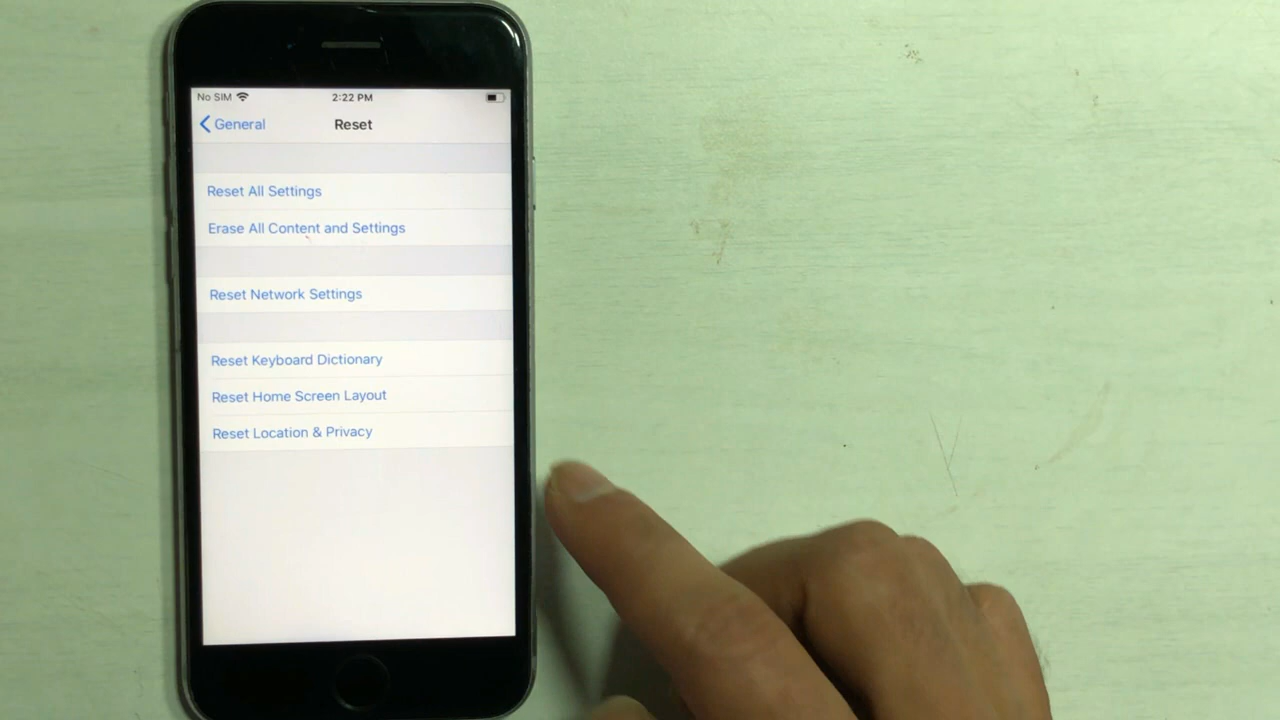 No SIM 2:22 PM
General Reset
Reset All Settings
Erase All Content and Settings
Reset Network Settings
Reset Keyboard Dictionary
Reset Home Screen Layout
Reset Location & Privacy